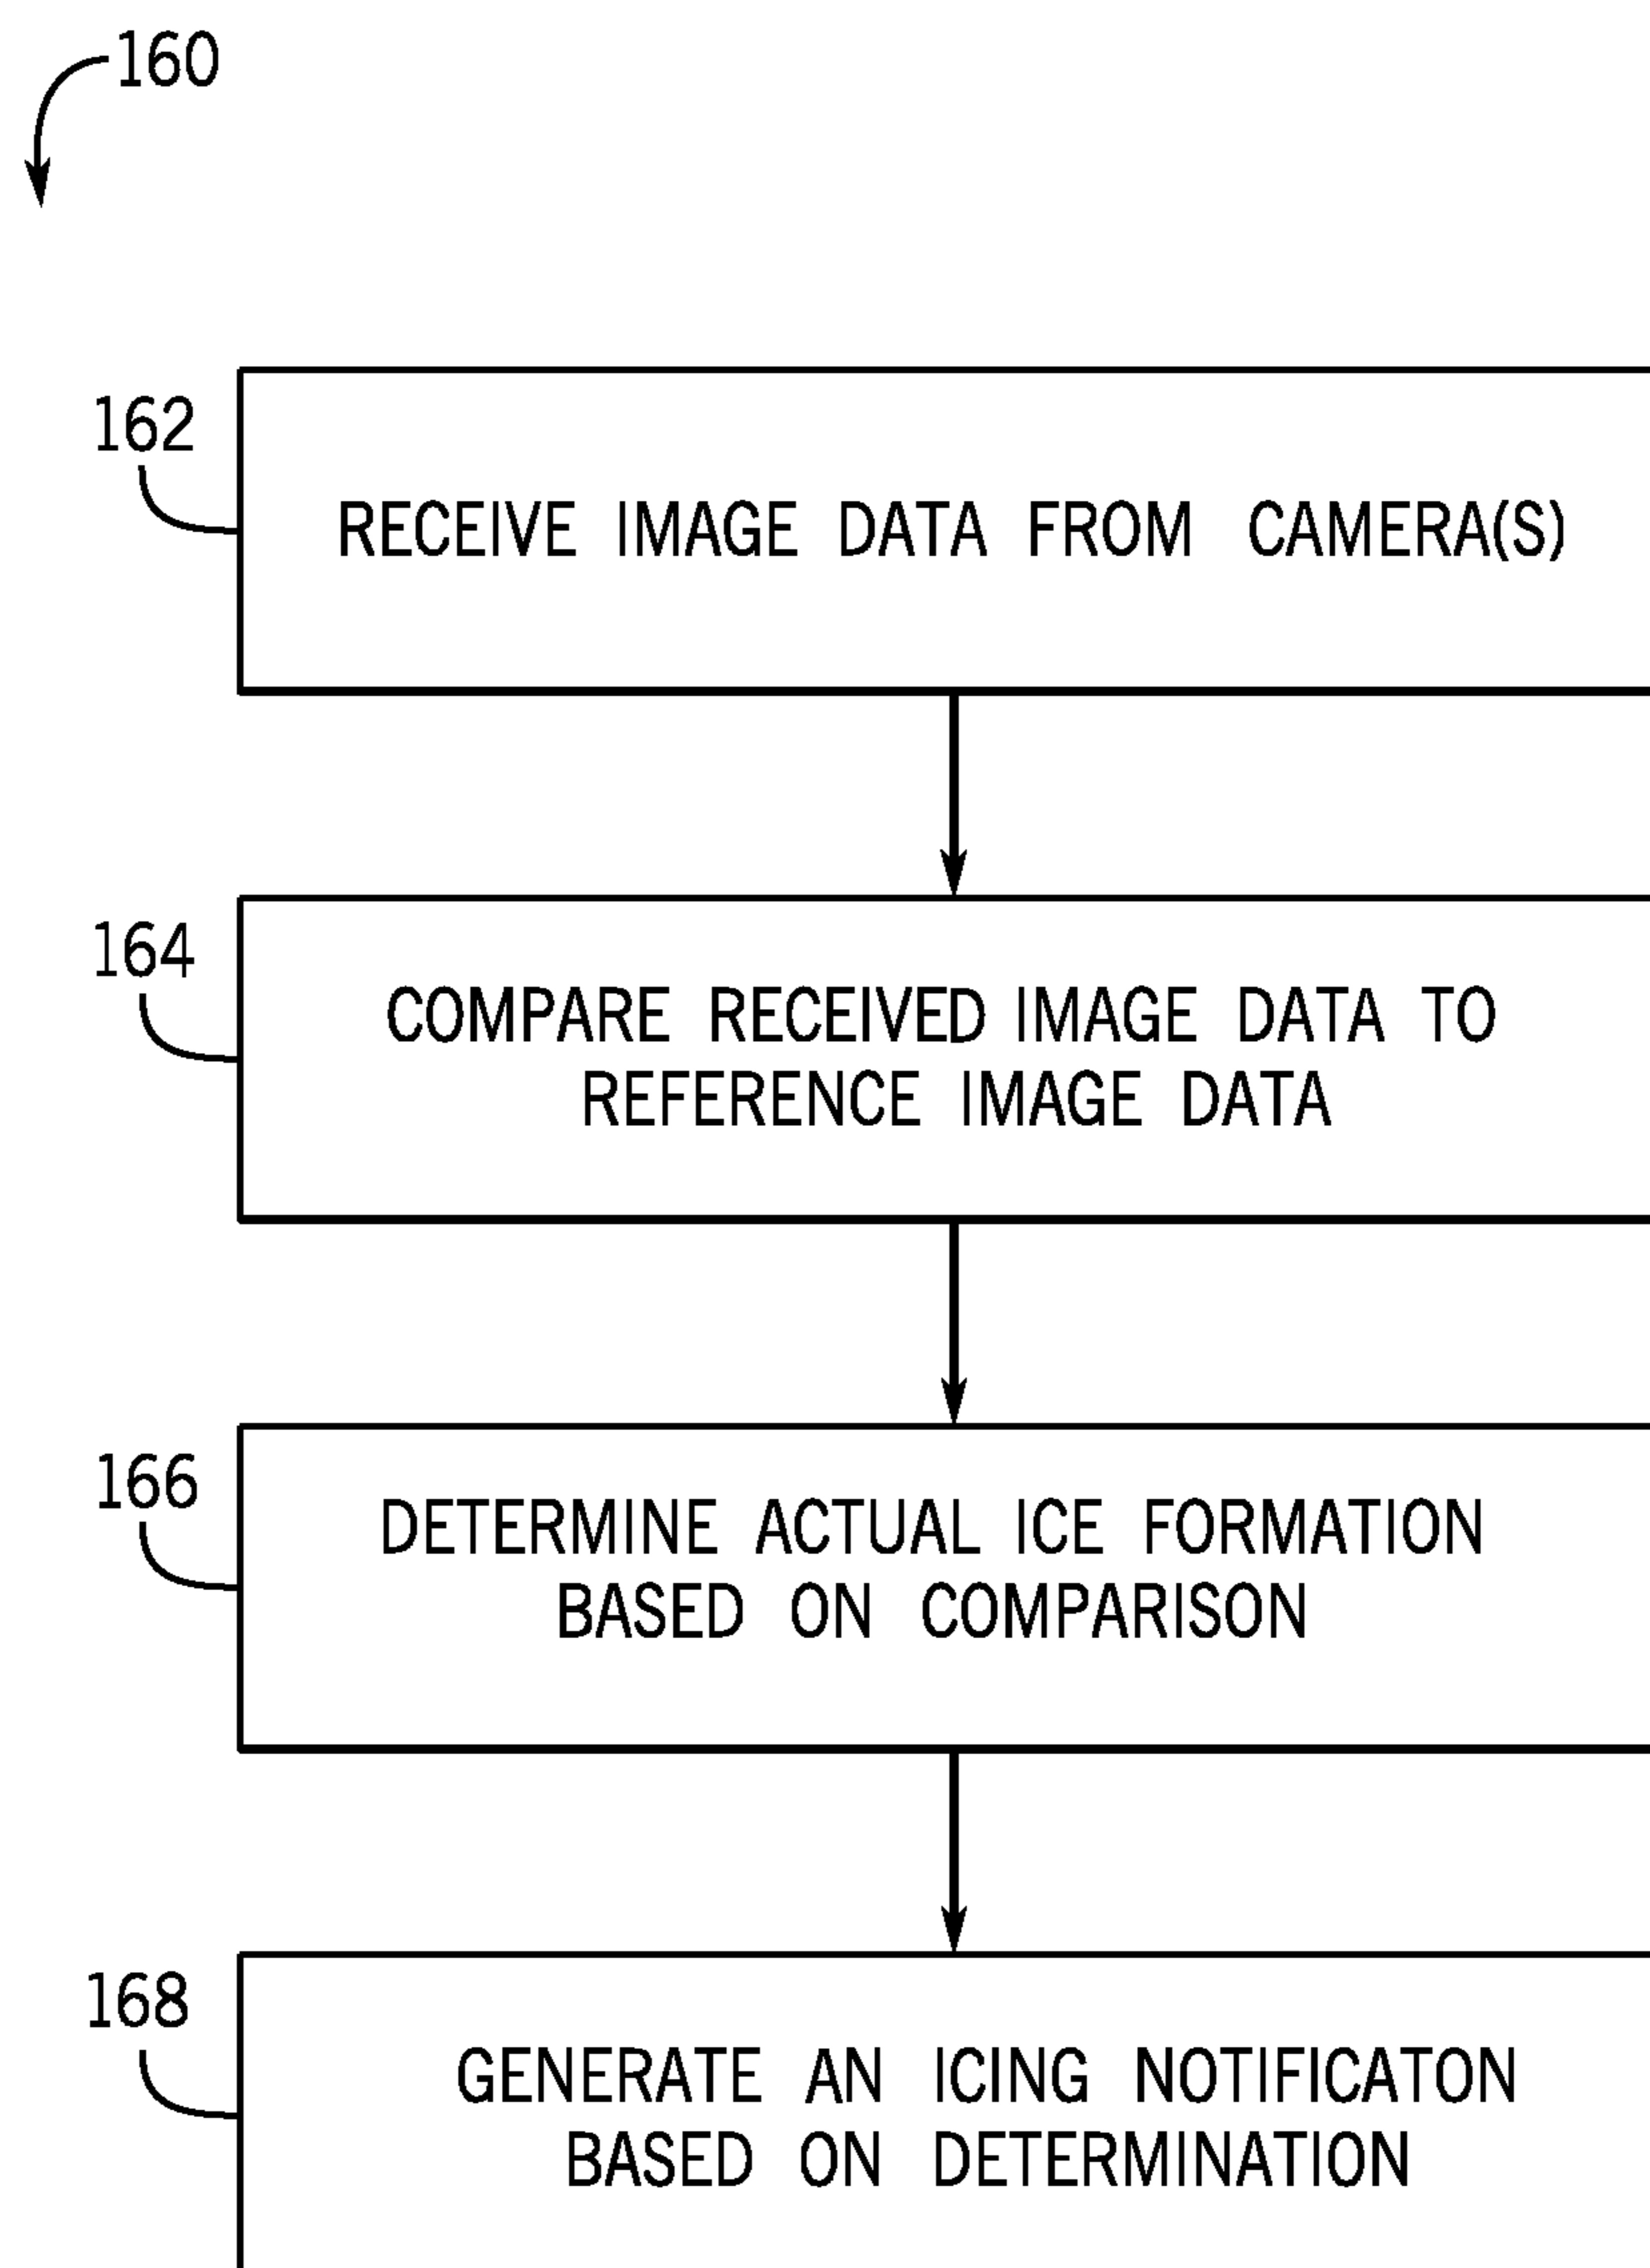 160
162
RECEIVE IMAGE DATA FROM CAMERA(S)
164
COMPARE RECEIVED IMAGE DATA TO
REFERENCE IMAGE DATA
166
DETERMINE ACTUAL ICE FORMATION
BASED ON COMPARISON
168
GENERATE AN ICING NOTIFICATON
BASED ON DETERMINATION